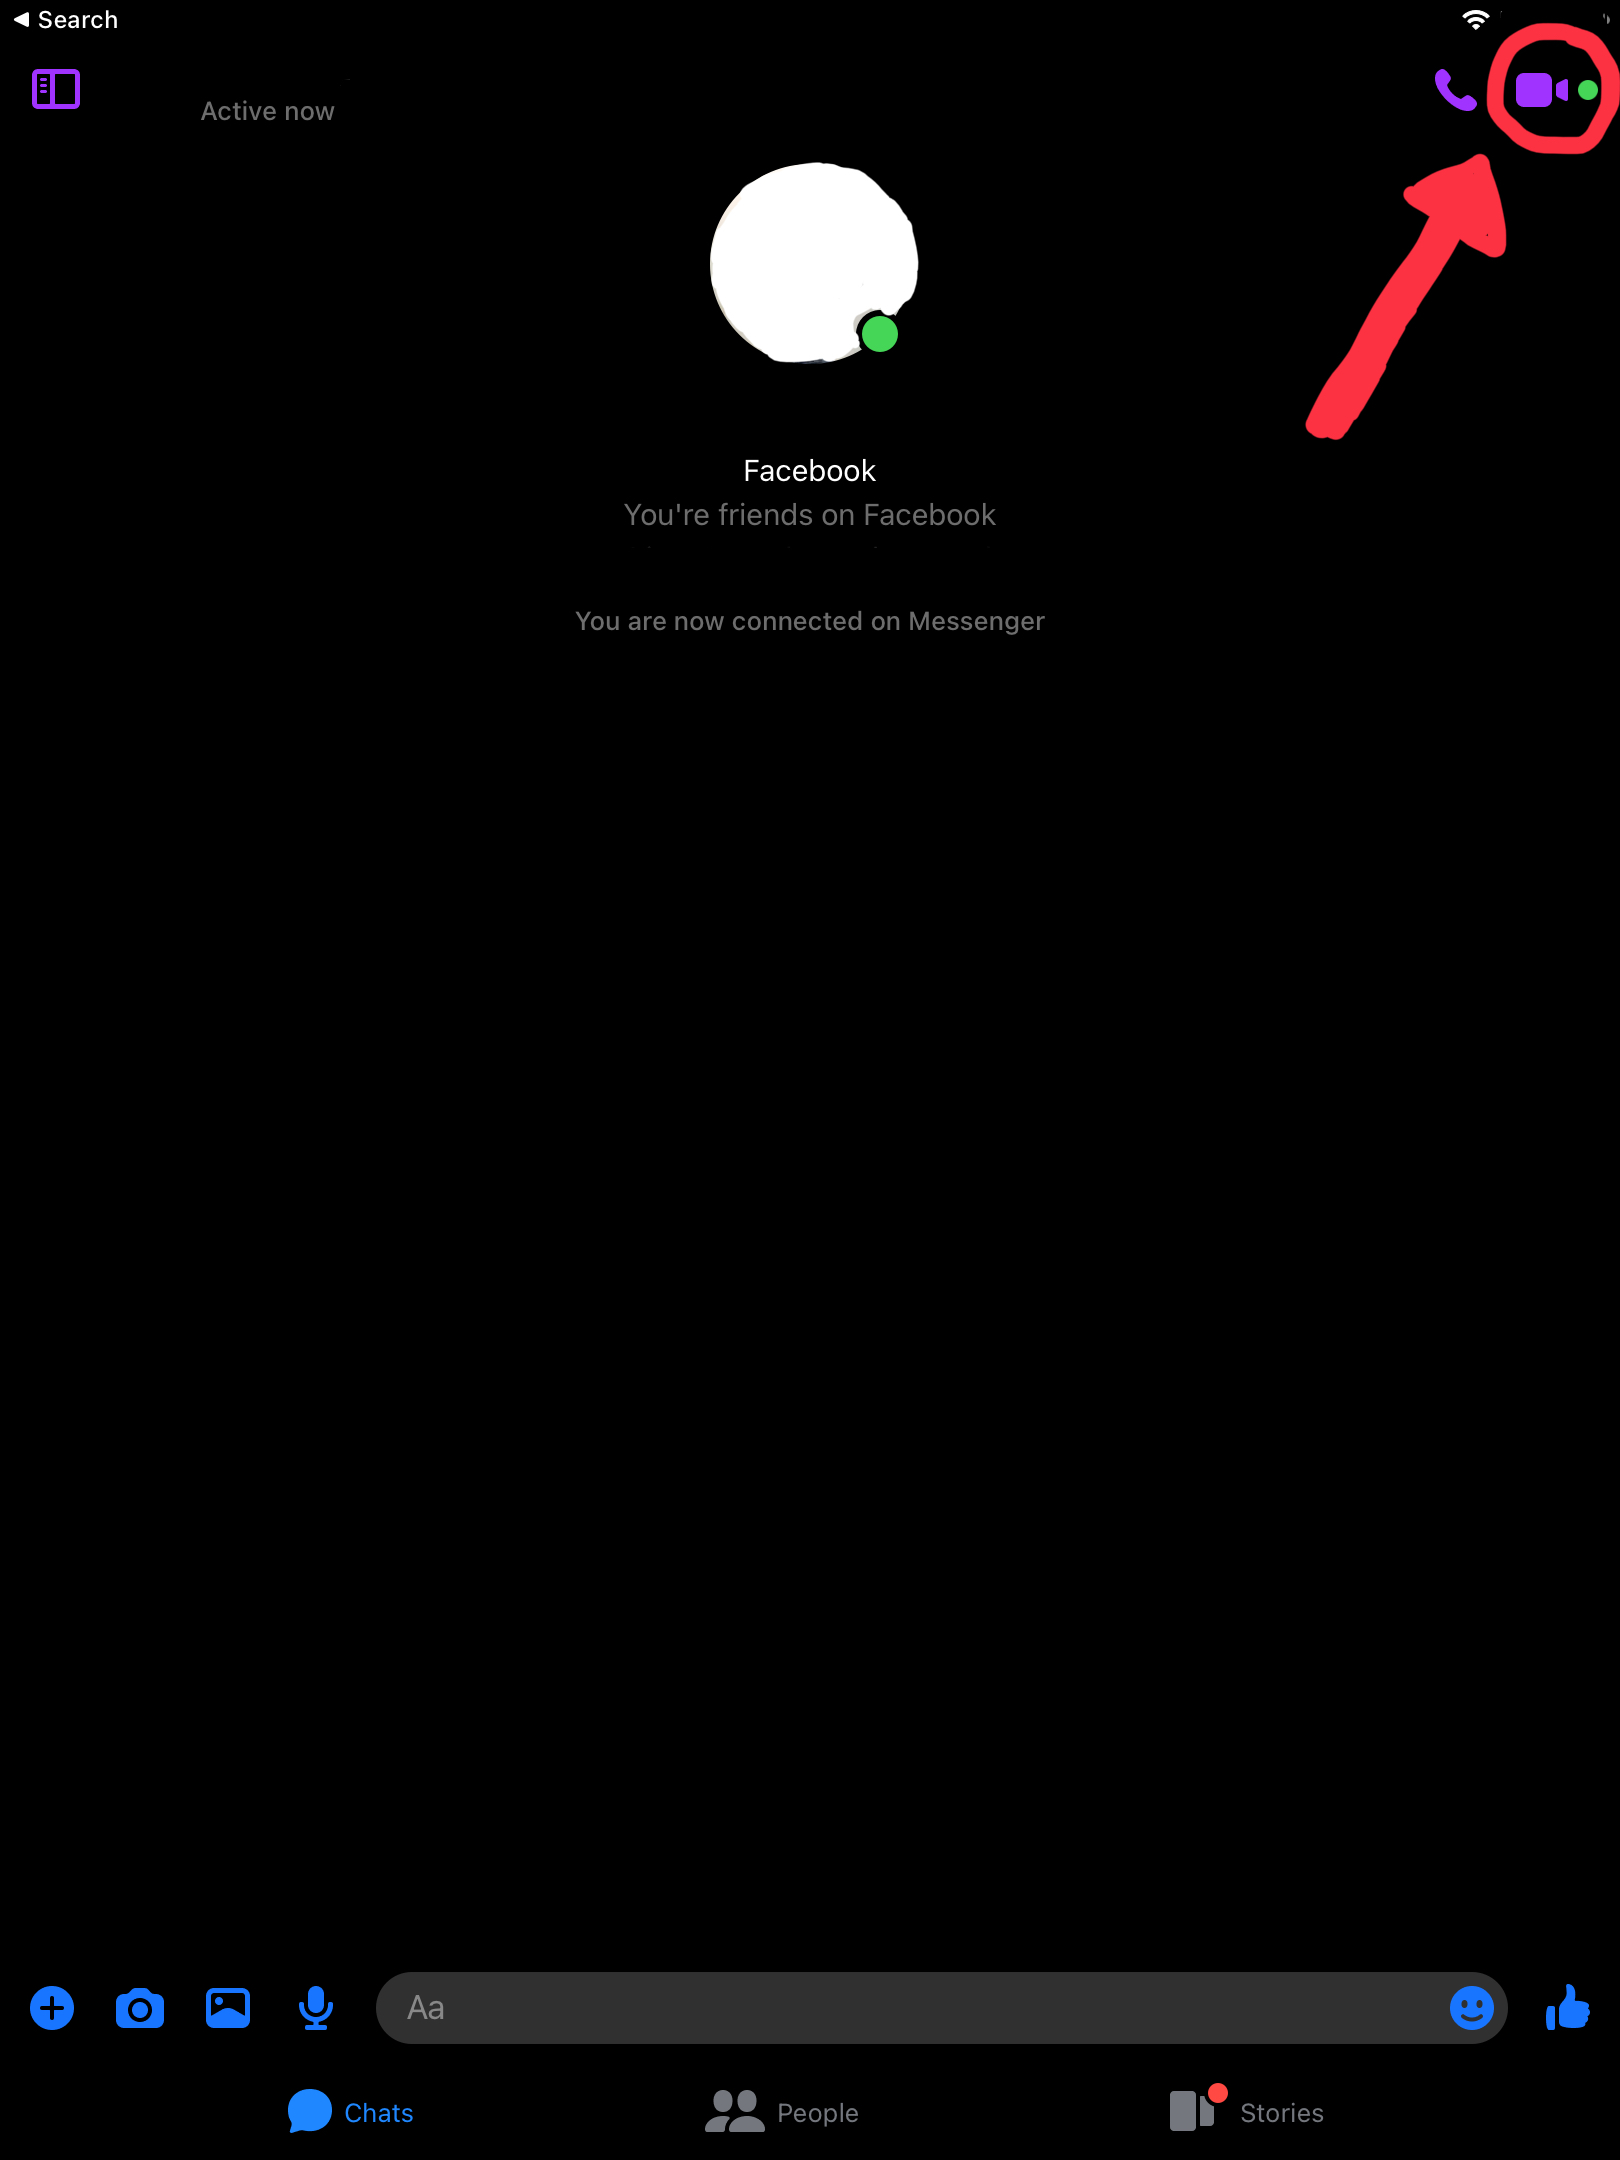 Search
Active now
Facebook
You're friends on Facebook
You are now connected on Messenger
Aa
Chats
People
Stories